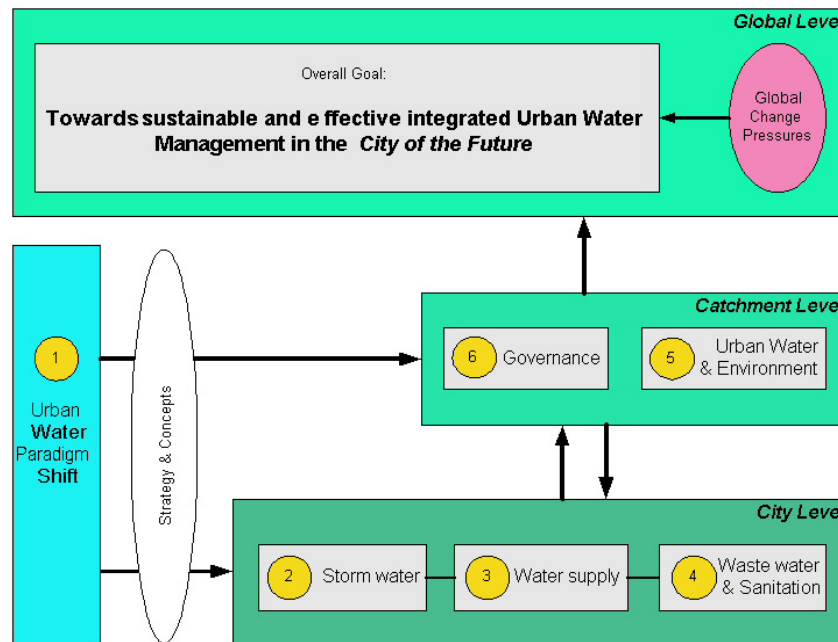 Global Leve
Overall Goal:
Towards sustainable and effective integrated Urban Water
Management in the City of the Future
Global
Change
Pressures
Catchment Leve
1
Urban
Water
Paradigm
Shift
Strategy & Concepts
6
Governance
5
Urban Water
& Environment
City Leve
2
Storm water
3
Water supply
4
Waste water
& Sanitation